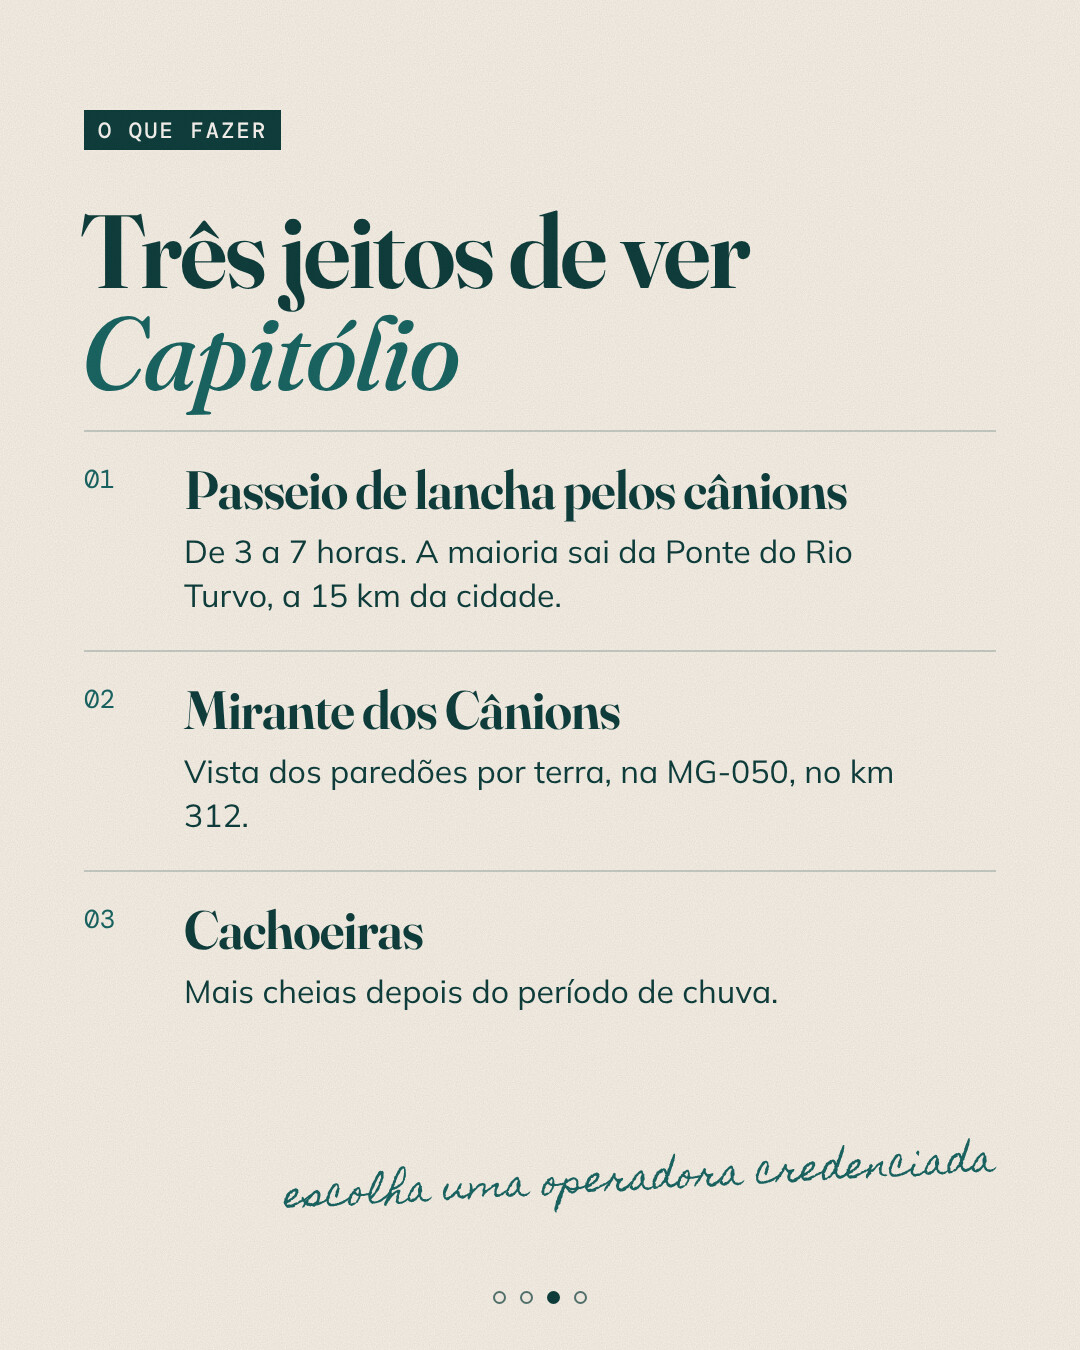 O QUE FAZER
Três jeitos de ver
Capitólio
01
Passeio de lancha pelos cânions
De 3 a 7 horas. A maioria sai da Ponte do Rio
Turvo, a 15 km da cidade.
02
Mirante dos Cânions
Vista dos paredões por terra, na MG-050, no km
312.
03
Cachoeiras
Mais cheias depois do período de chuva.
escolha uma operadora credenciada